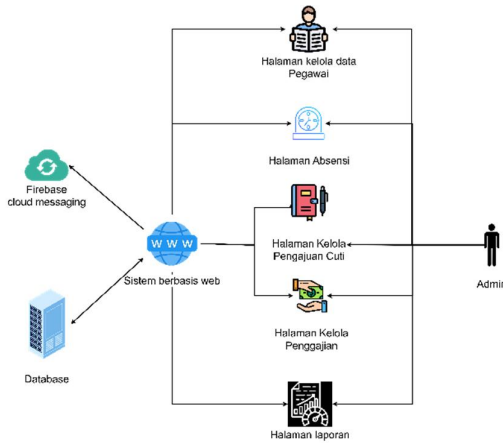 Halaman kelola data
Pegawai
Halaman Absensi
Firebase
cloud messaging
WWW
Sistem berbasis web
Halaman Kelola
Pengajuan Cuti
Admin
Halaman Kelola
Penggajian
Database
Halaman laporan